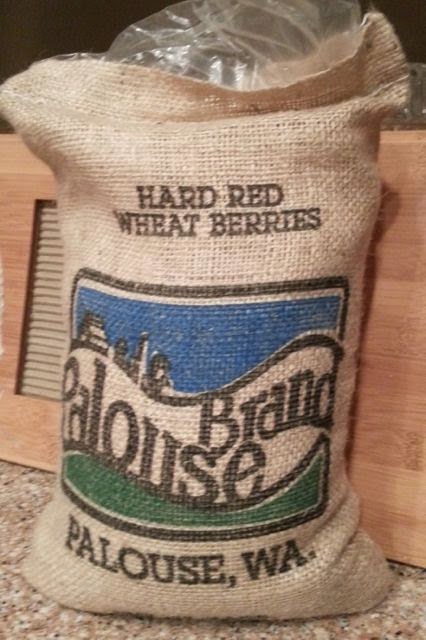 HARD RED
WHEAT BERRIES
Palouse Brand
PALOUSE, WA.